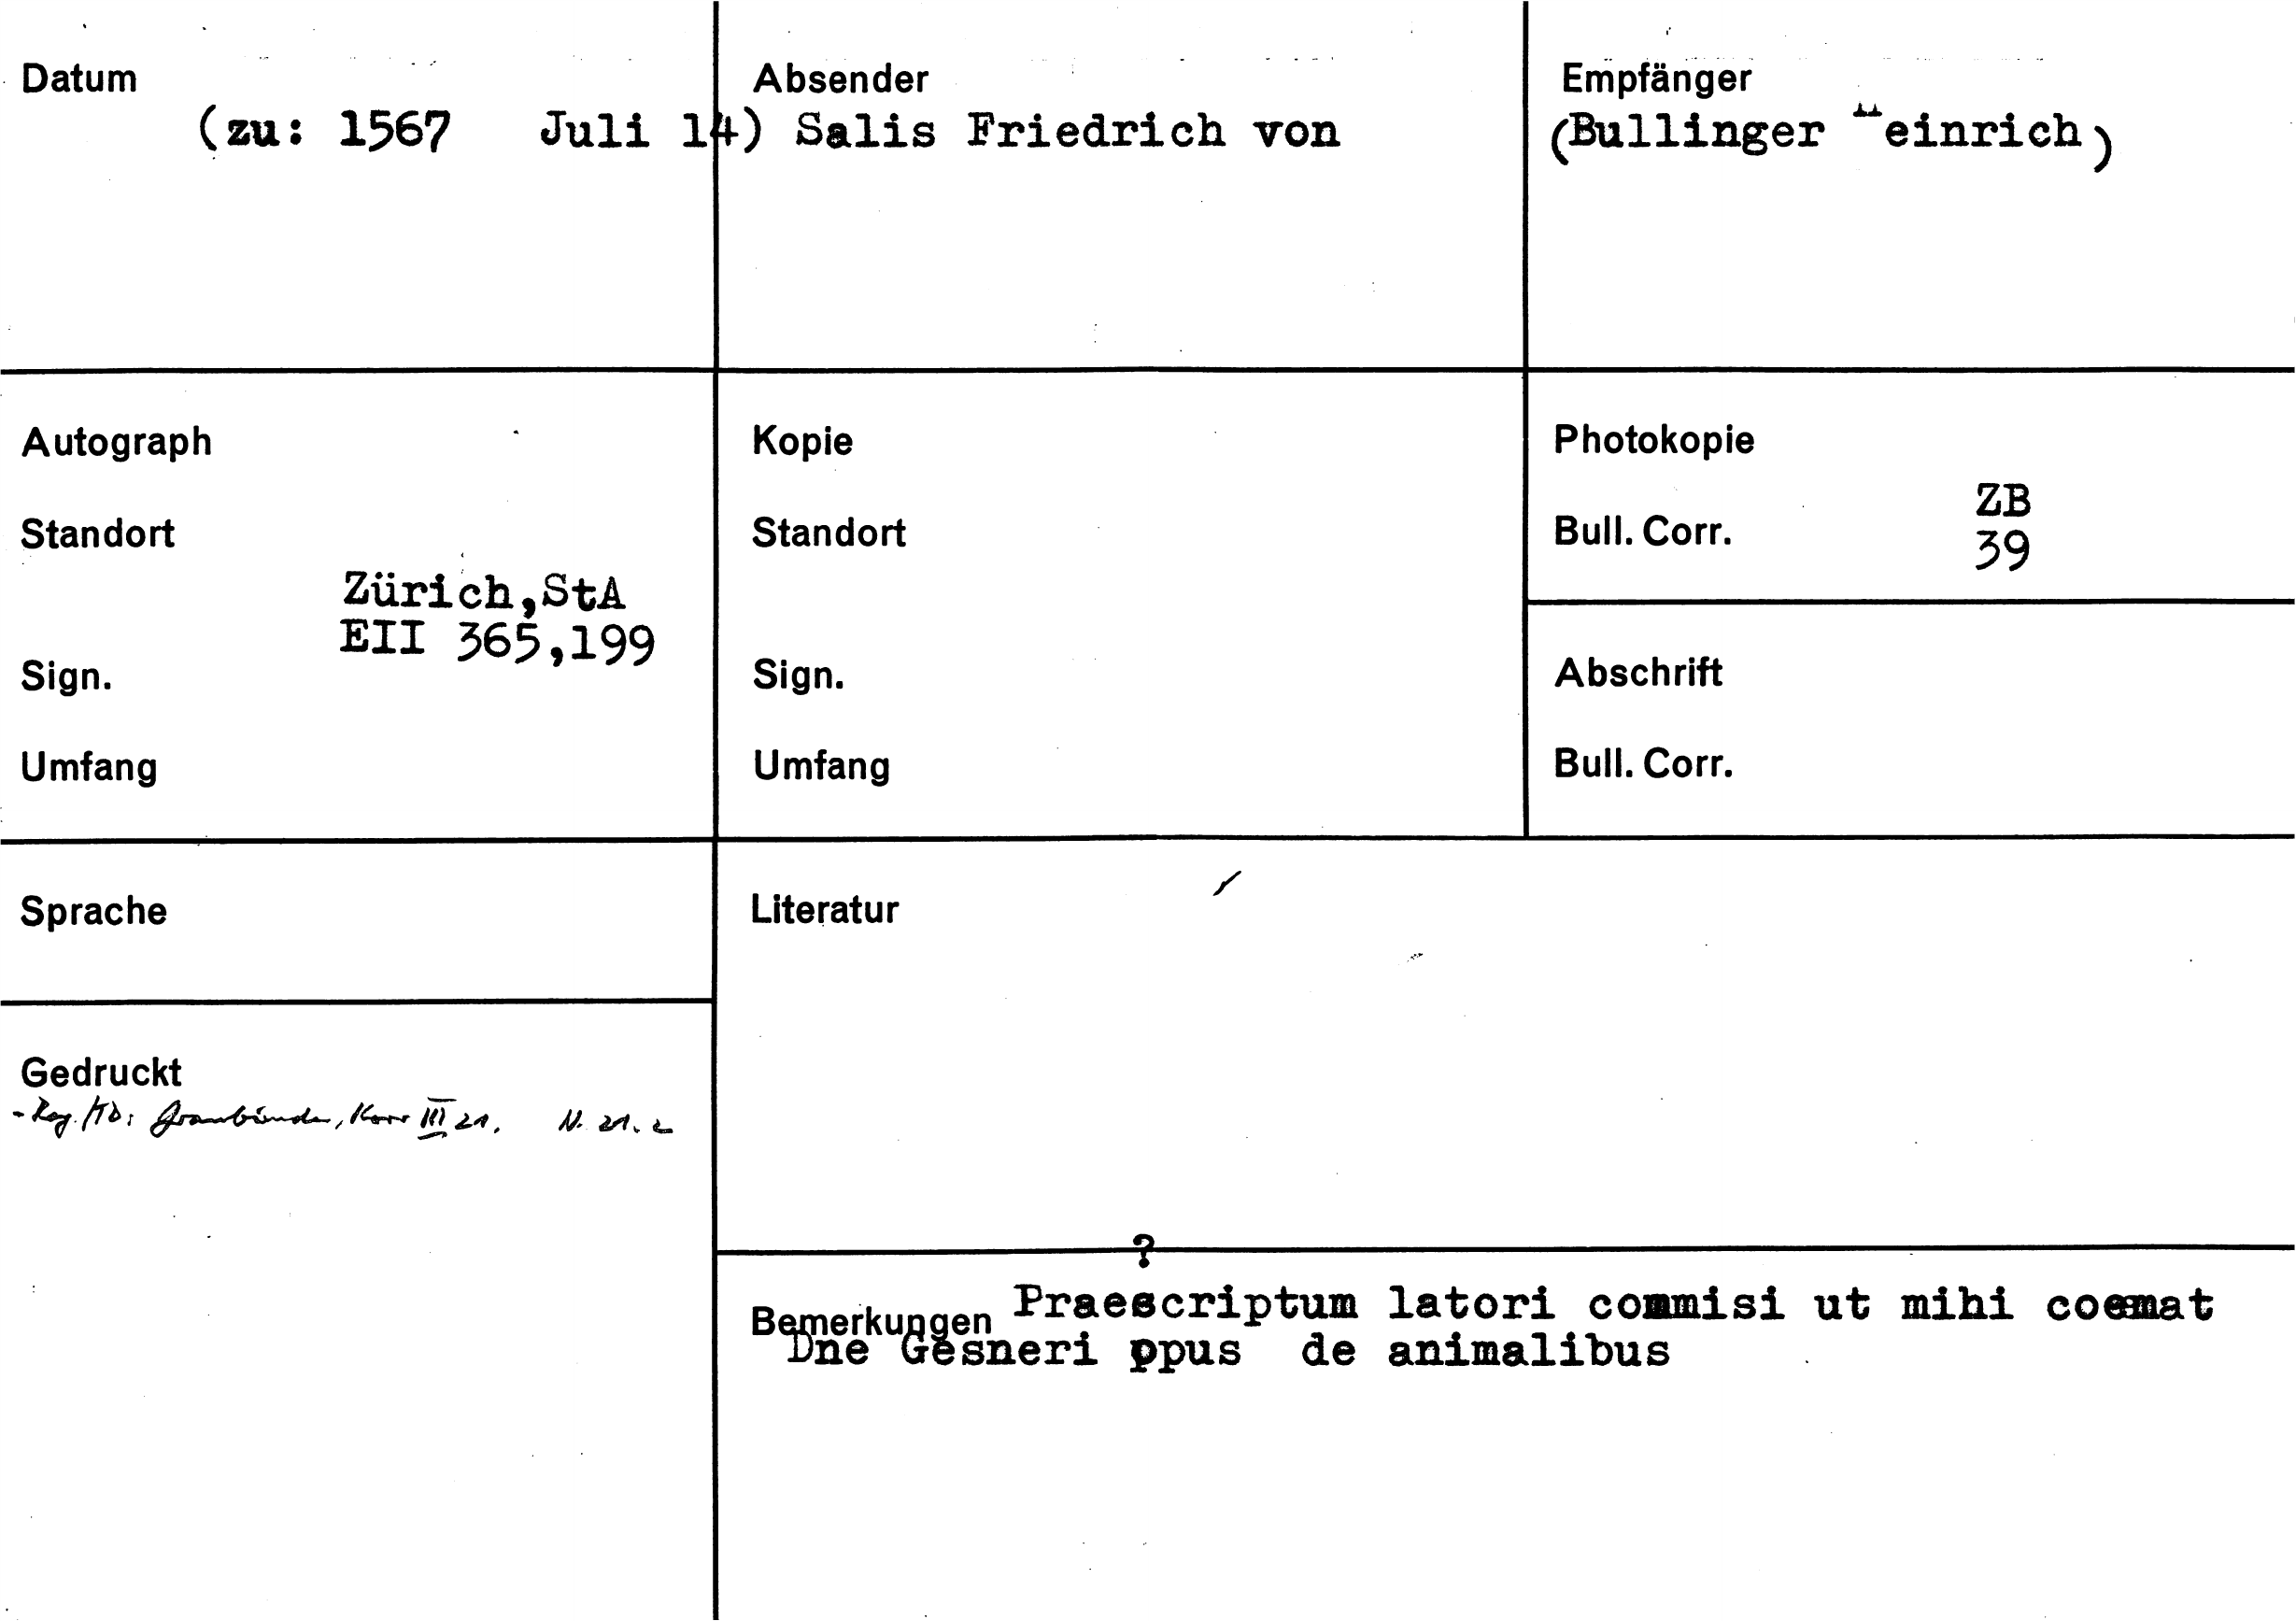 Datum
(zu: 1567 Juli 14)
Absender
Salis Friedrich von
Empfänger
(Bullinger Heinrich)
Autograph
Standort
Zürich,StA
EII 365,199
Sign.
Umfang
Kopie
Standort
Sign.
Umfang
Photokopie
ZB
Bull. Corr. 39
Abschrift
Bull. Corr.
Sprache
Literatur
Gedruckt
- Reg./TD: Graubünden, Korr III 21. N. 21.2
?
Bemerkungen Praescriptum latori commisi ut mihi coemat
Dne Gesneri opus de animalibus